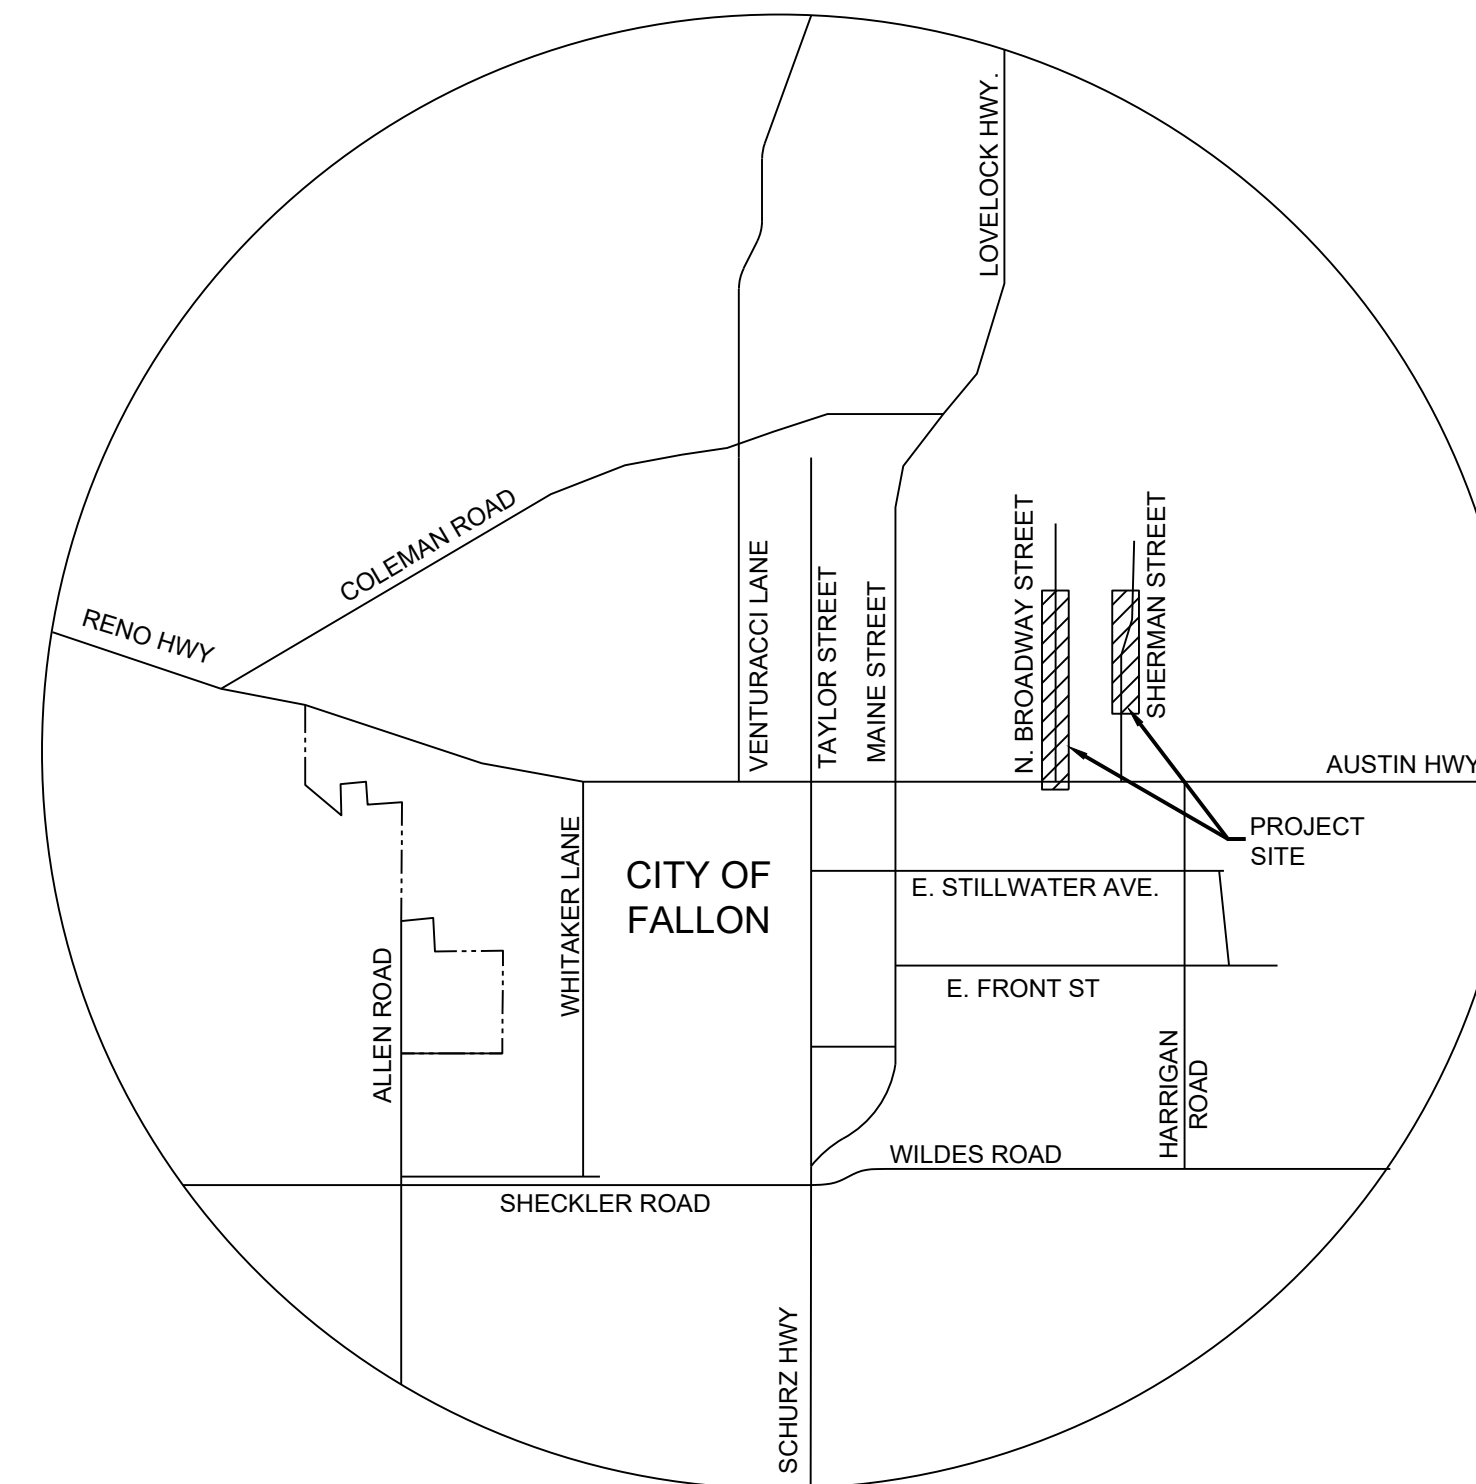 LOVELOCK HWY.
COLEMAN ROAD
RENO HWY
VENTURACCI LANE
TAYLOR STREET
MAINE STREET
N. BROADWAY STREET
SHERMAN STREET
AUSTIN HWY
PROJECT
SITE
CITY OF
FALLON
WHITAKER LANE
E. STILLWATER AVE.
ALLEN ROAD
E. FRONT ST
HARRIGAN
ROAD
WILDES ROAD
SHECKLER ROAD
SCHURZ HWY